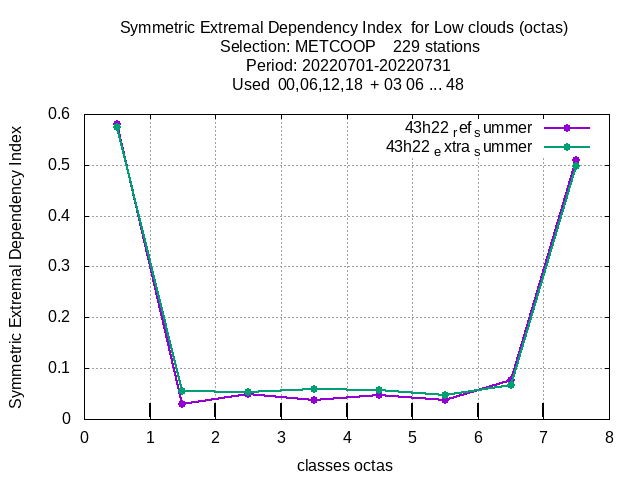 Symmetric Extremal Dependency Index  for Low clouds (octas)
Selection: METCOOP    229 stations
Period: 20220701-20220731
Used  00,06,12,18  + 03 06 ... 48
43h22 ref summer
43h22 extra summer
0.6
0.5
0.4
0.3
0.2
0.1
0
Symmetric Extremal Dependency Index
0 1 2 3 4 5 6 7 8
classes octas